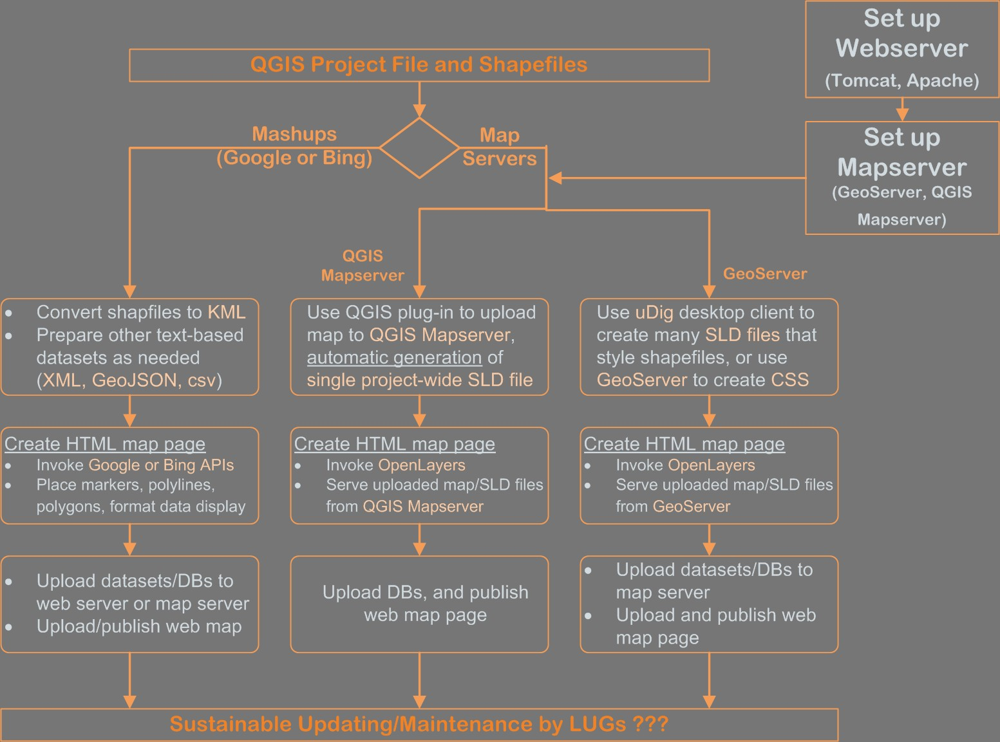 Set up
Webserver
(Tomcat, Apache)
QGIS Project File and Shapefiles
Set up
Mapserver
(GeoServer, QGIS
Mapserver)
Mashups
(Google or Bing)
Map
Servers
QGIS
Mapserver
GeoServer
• Convert shapfiles to KML
• Prepare other text-based
datasets as needed
(XML, GeoJSON, csv)
Use QGIS plug-in to upload
map to QGIS Mapserver,
automatic generation of
single project-wide SLD file
Use uDig desktop client to
create many SLD files that
style shapefiles, or use
GeoServer to create CSS
Create HTML map page
• Invoke Google or Bing APIs
• Place markers, polylines,
polygons, format data display
Create HTML map page
• Invoke OpenLayers
• Serve uploaded map/SLD files
from QGIS Mapserver
Create HTML map page
• Invoke OpenLayers
• Serve uploaded map/SLD files
from GeoServer
• Upload datasets/DBs to
web server or map server
• Upload/publish web map
Upload DBs, and publish
web map page
• Upload datasets/DBs to
map server
• Upload and publish web
map page
Sustainable Updating/Maintenance by LUGs ???